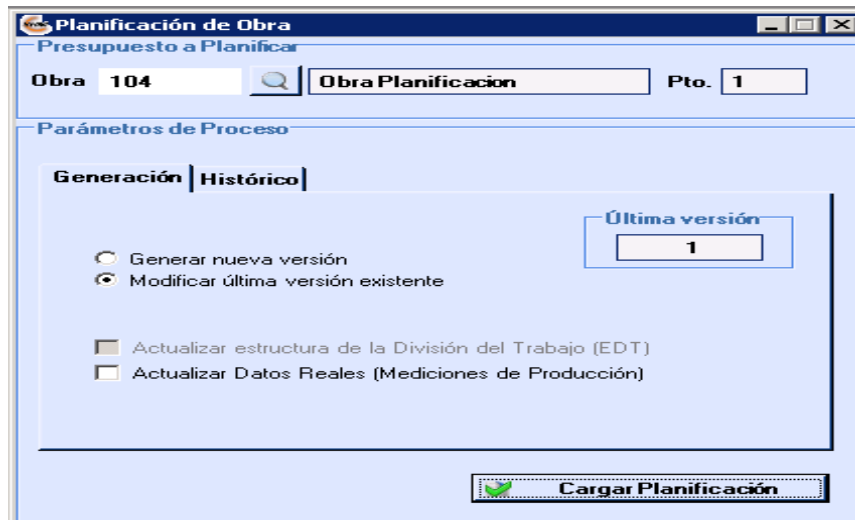 Planificación de Obra
Presupuesto a Planificar
Obra 104 Obra Planificacion Pto. 1
Parámetros de Proceso
Generación Histórico
Última versión
1
Generar nueva versión
Modificar última versión existente
Actualizar estructura de la División del Trabajo (EDT)
Actualizar Datos Reales (Mediciones de Producción)
Cargar Planificación